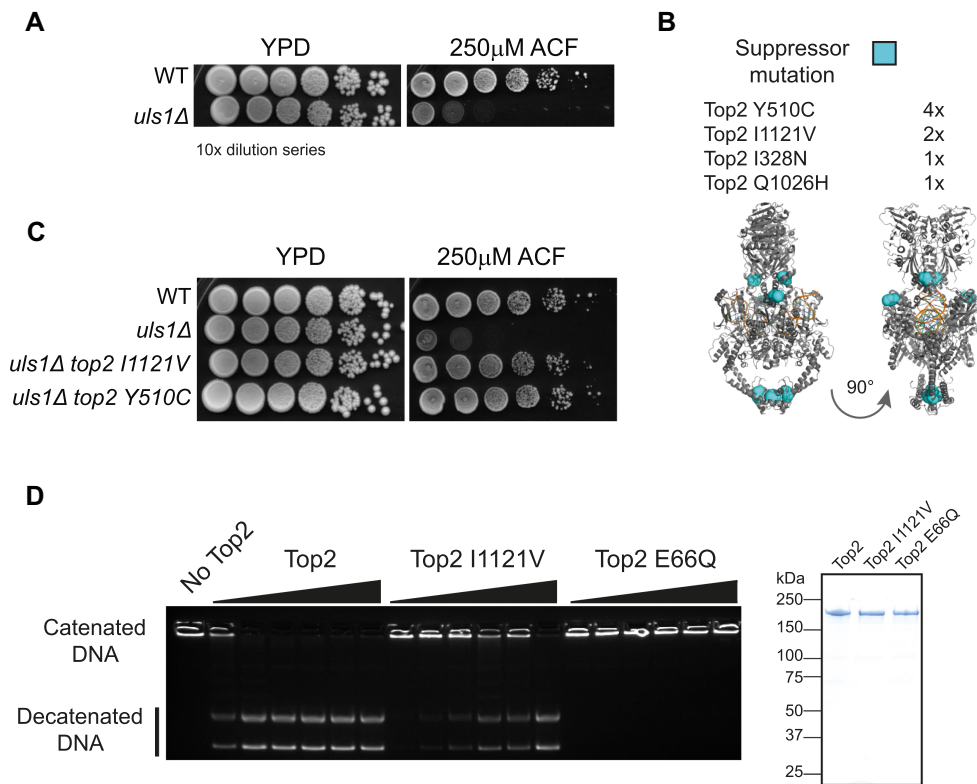 A
YPD
250µM ACF
WT
uls1Δ
10x dilution series
B
Suppressor
mutation
Top2 Y510C 4x
Top2 I1121V 2x
Top2 I328N 1x
Top2 Q1026H 1x
90°
C
YPD
250µM ACF
WT
uls1Δ
uls1Δ top2 I1121V
uls1Δ top2 Y510C
D
No Top2
Top2
Top2 I1121V
Top2 E66Q
Catenated
DNA
Decatenated
DNA
Top2
Top2 I1121V
Top2 E66Q
kDa
250
150
100
75
50
37
25